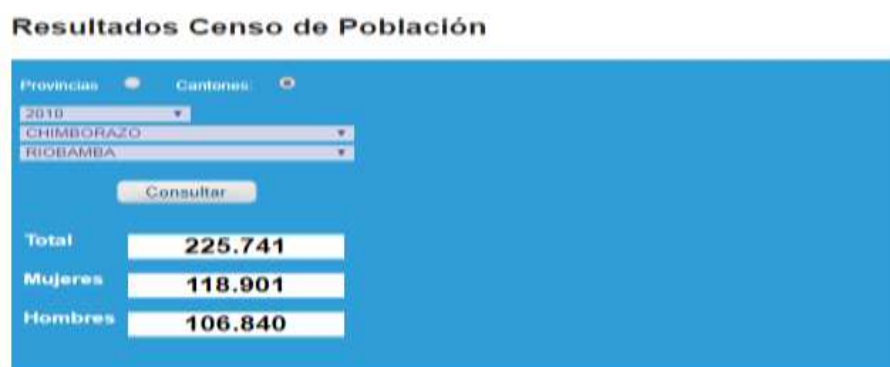 Resultados Censo de Población
Provincias Cantones:
2010
CHIMBORAZO
RIOBAMBA
Consultar
Total 225.741
Mujeres 118.901
Hombres 106.840